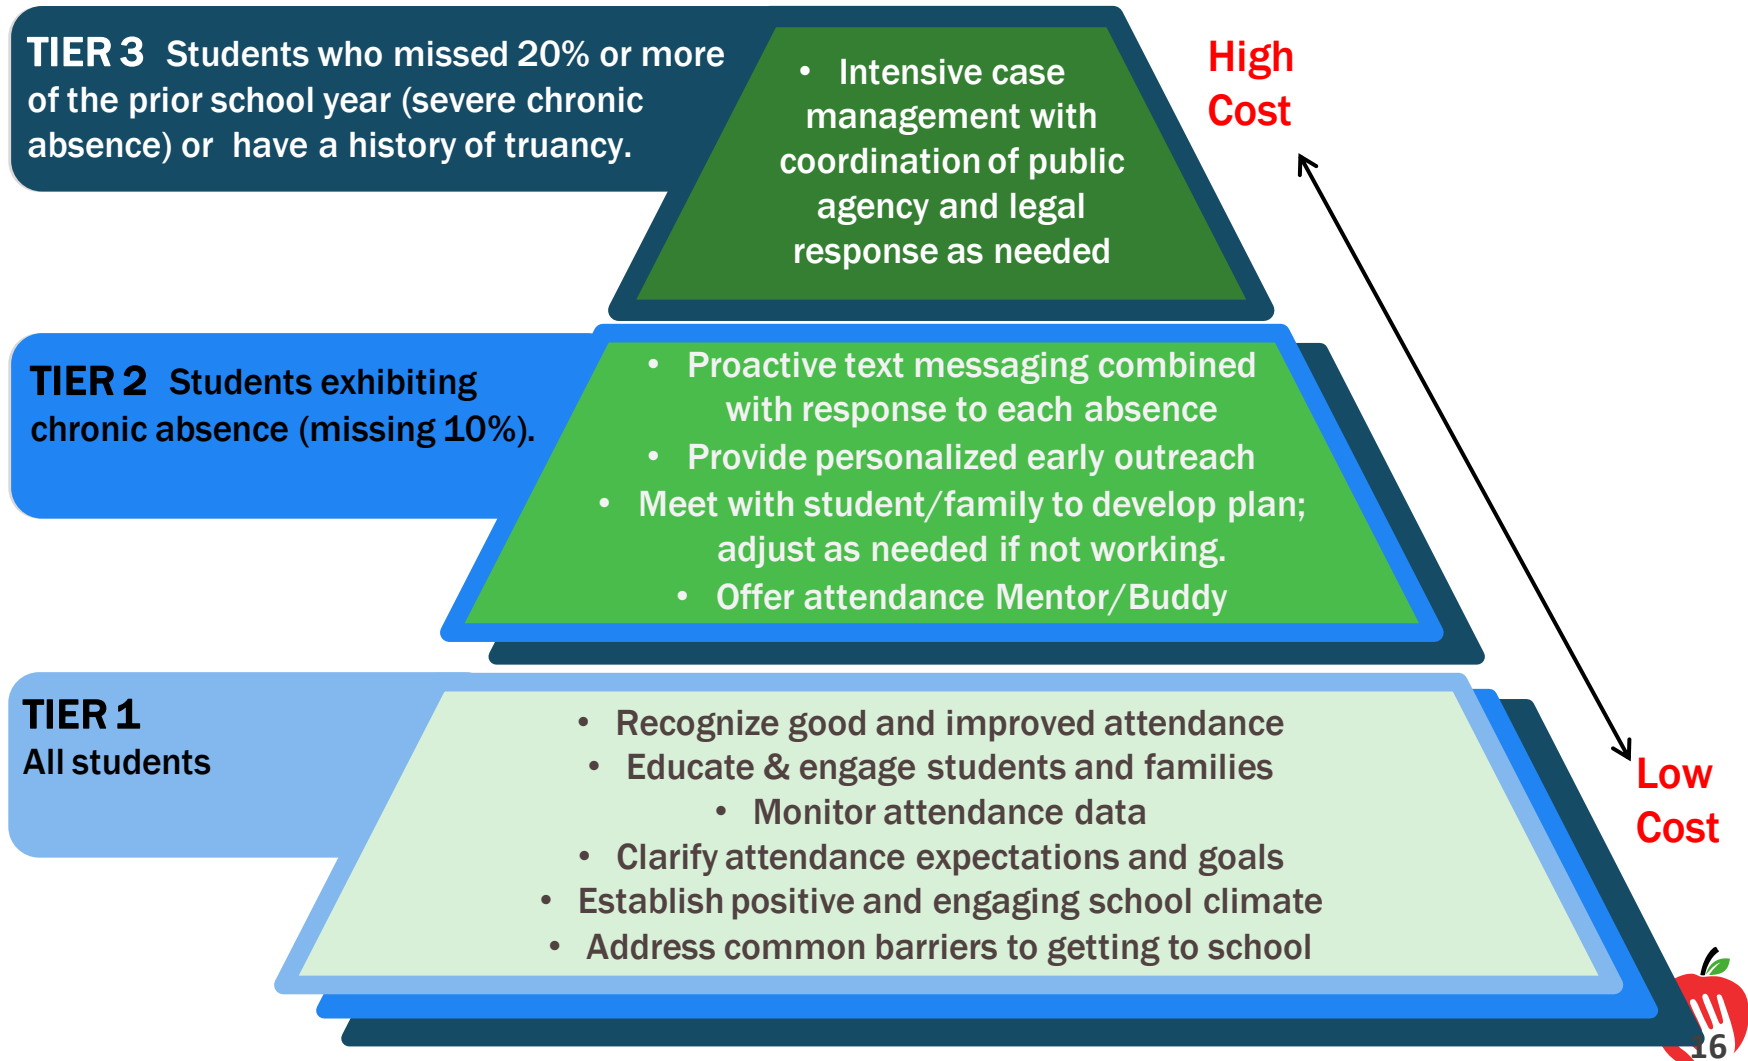 TIER 3 Students who missed 20% or more
of the prior school year (severe chronic
absence) or have a history of truancy.
• Intensive case
management with
coordination of public
agency and legal
response as needed
High
Cost
TIER 2 Students exhibiting
chronic absence (missing 10%).
• Proactive text messaging combined
with response to each absence
• Provide personalized early outreach
• Meet with student/family to develop plan;
adjust as needed if not working.
• Offer attendance Mentor/Buddy
TIER 1
All students
• Recognize good and improved attendance
• Educate & engage students and families
• Monitor attendance data
• Clarify attendance expectations and goals
• Establish positive and engaging school climate
• Address common barriers to getting to school
Low
Cost
16